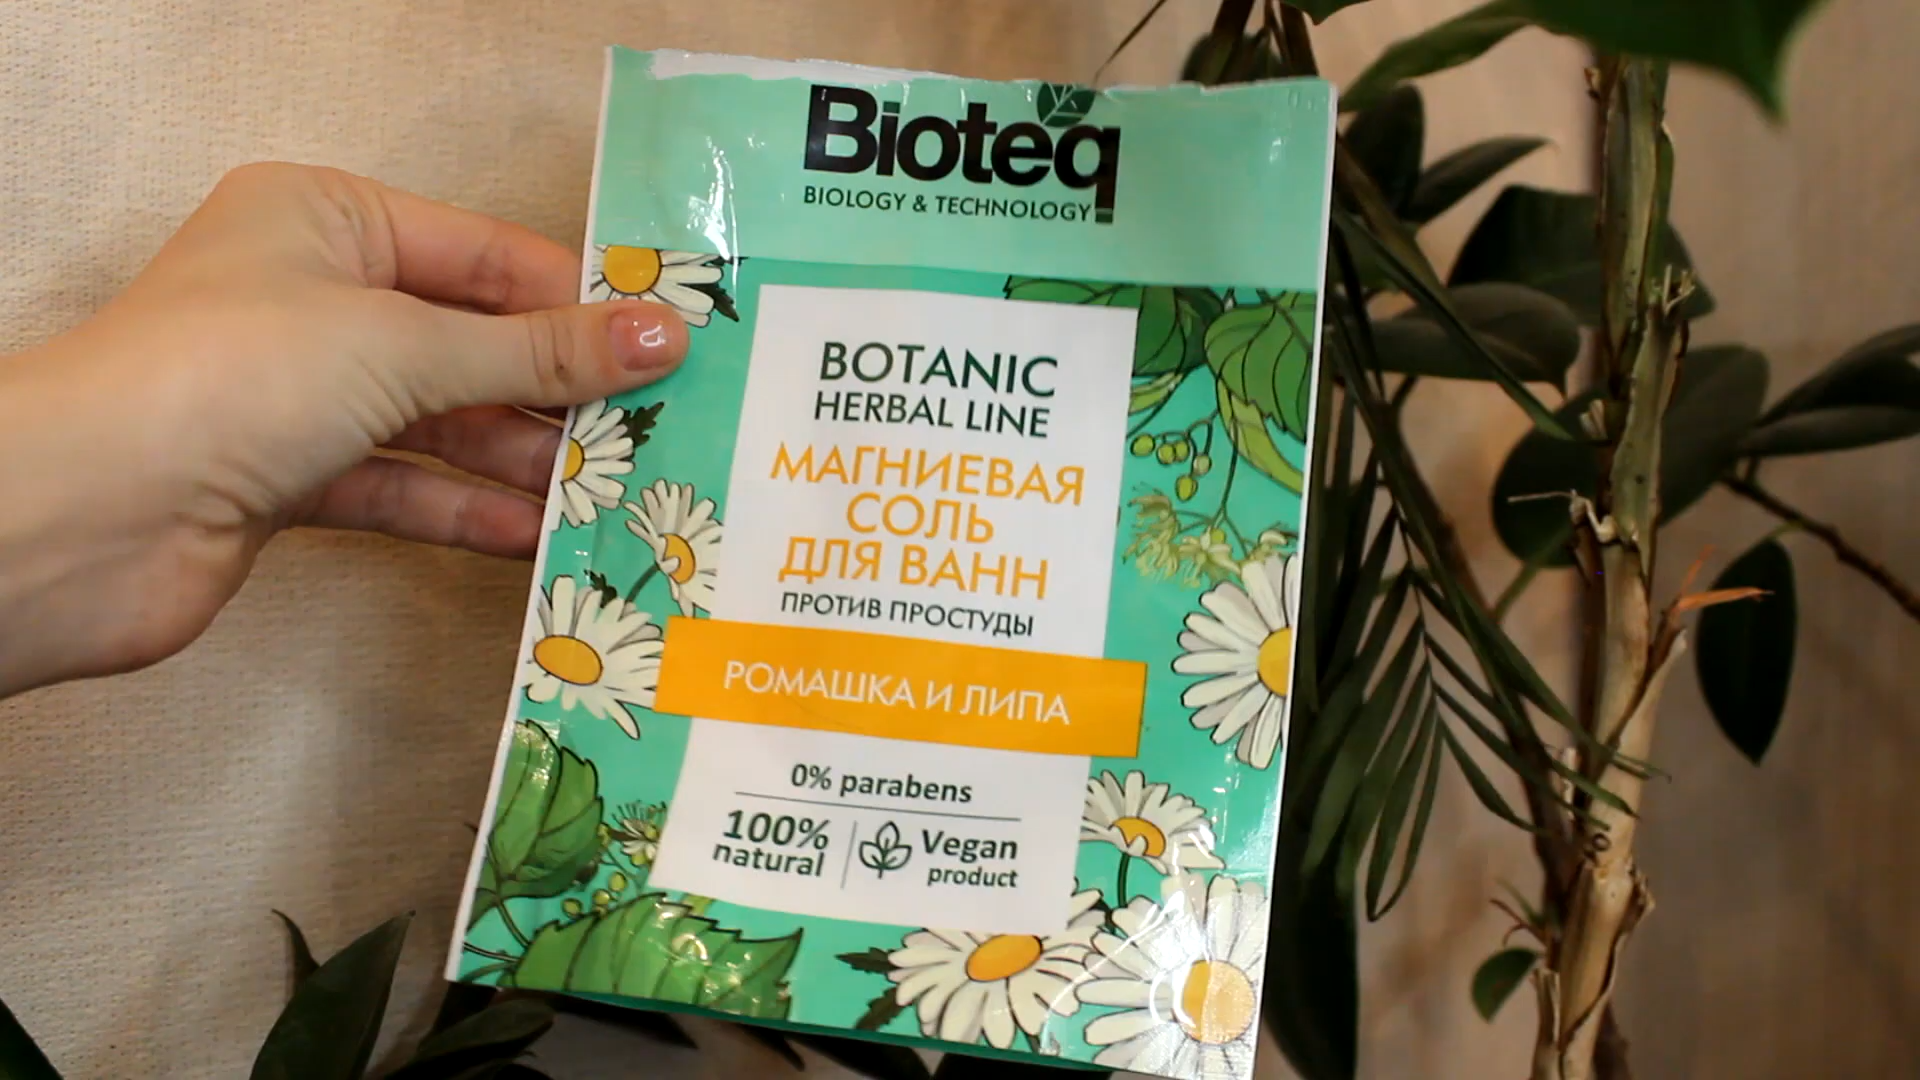 Bioteq
BIOLOGY & TECHNOLOGY
BOTANIC
HERBAL LINE
МАГНИЕВАЯ
СОЛЬ
ДЛЯ ВАНН
ПРОТИВ ПРОСТУДЫ
РОМАШКА И ЛИПА
0% parabens
100%
natural
Vegan
product